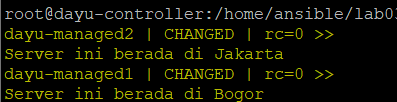 root@dayu-controller:/home/ansible/lab03
dayu-managed2 | CHANGED | rc=0 >>
Server ini berada di Jakarta
dayu-managed1 | CHANGED | rc=0 >>
Server ini berada di Bogor